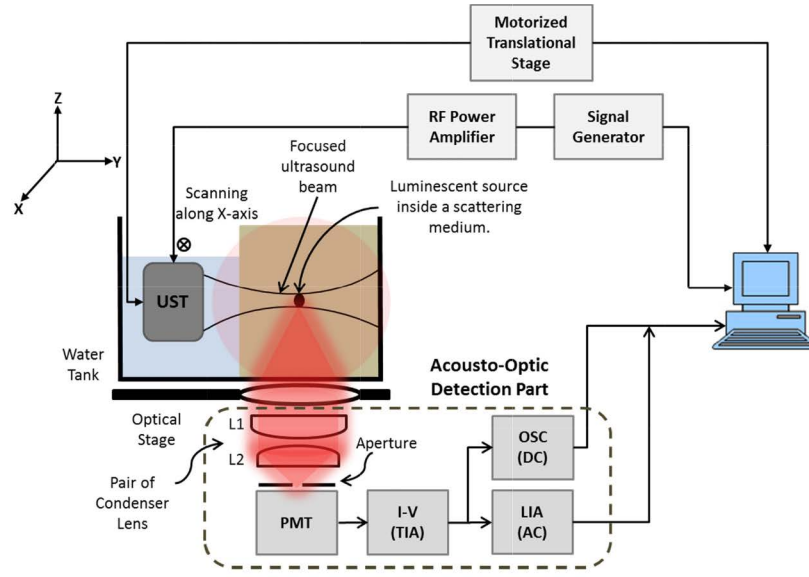 Motorized
Translational
Stage
RF Power
Amplifier
Signal
Generator
Z
Y
X
Focused
ultrasound
beam
Scanning
along X-axis
Luminescent source
inside a scattering
medium.
UST
Water
Tank
Acousto-Optic
Detection Part
Optical
Stage
L1
L2
Aperture
Pair of
Condenser
Lens
PMT
I-V
(TIA)
OSC
(DC)
LIA
(AC)